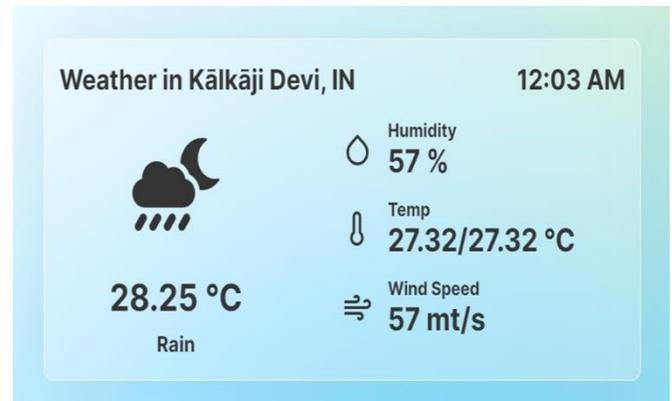 Weather in Kālkāji Devi, IN
12:03 AM
28.25 °C
Rain
Humidity
57 %
Temp
27.32/27.32 °C
Wind Speed
57 mt/s